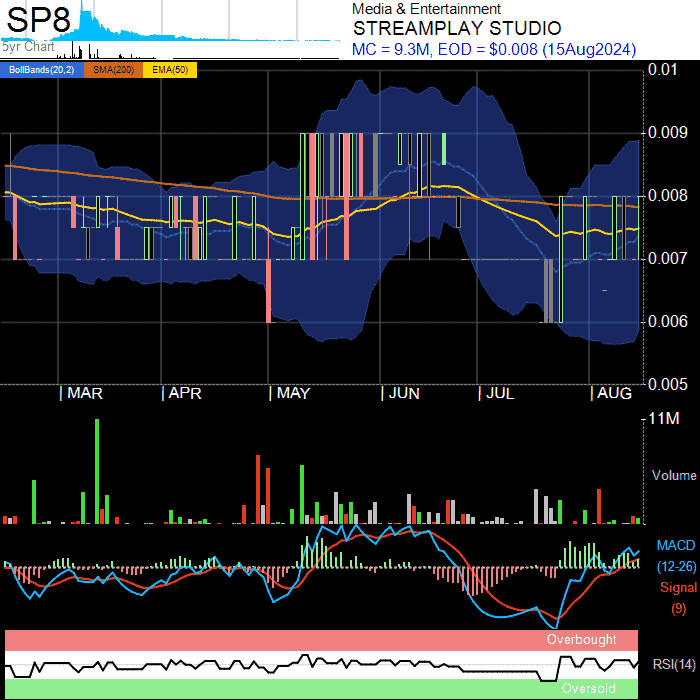 SP8
5yr Chart
Media & Entertainment
STREAMPLAY STUDIO
MC = 9.3M, EOD = $0.008 (15Aug2024)
BollBands(20,2) SMA(200) EMA(50)
0.01
0.009
0.008
0.007
0.006
0.005
MAR APR MAY JUN JUL AUG
11M
Volume
MACD
(12-26)
Signal
(9)
Overbought
RSI(14)
Oversold